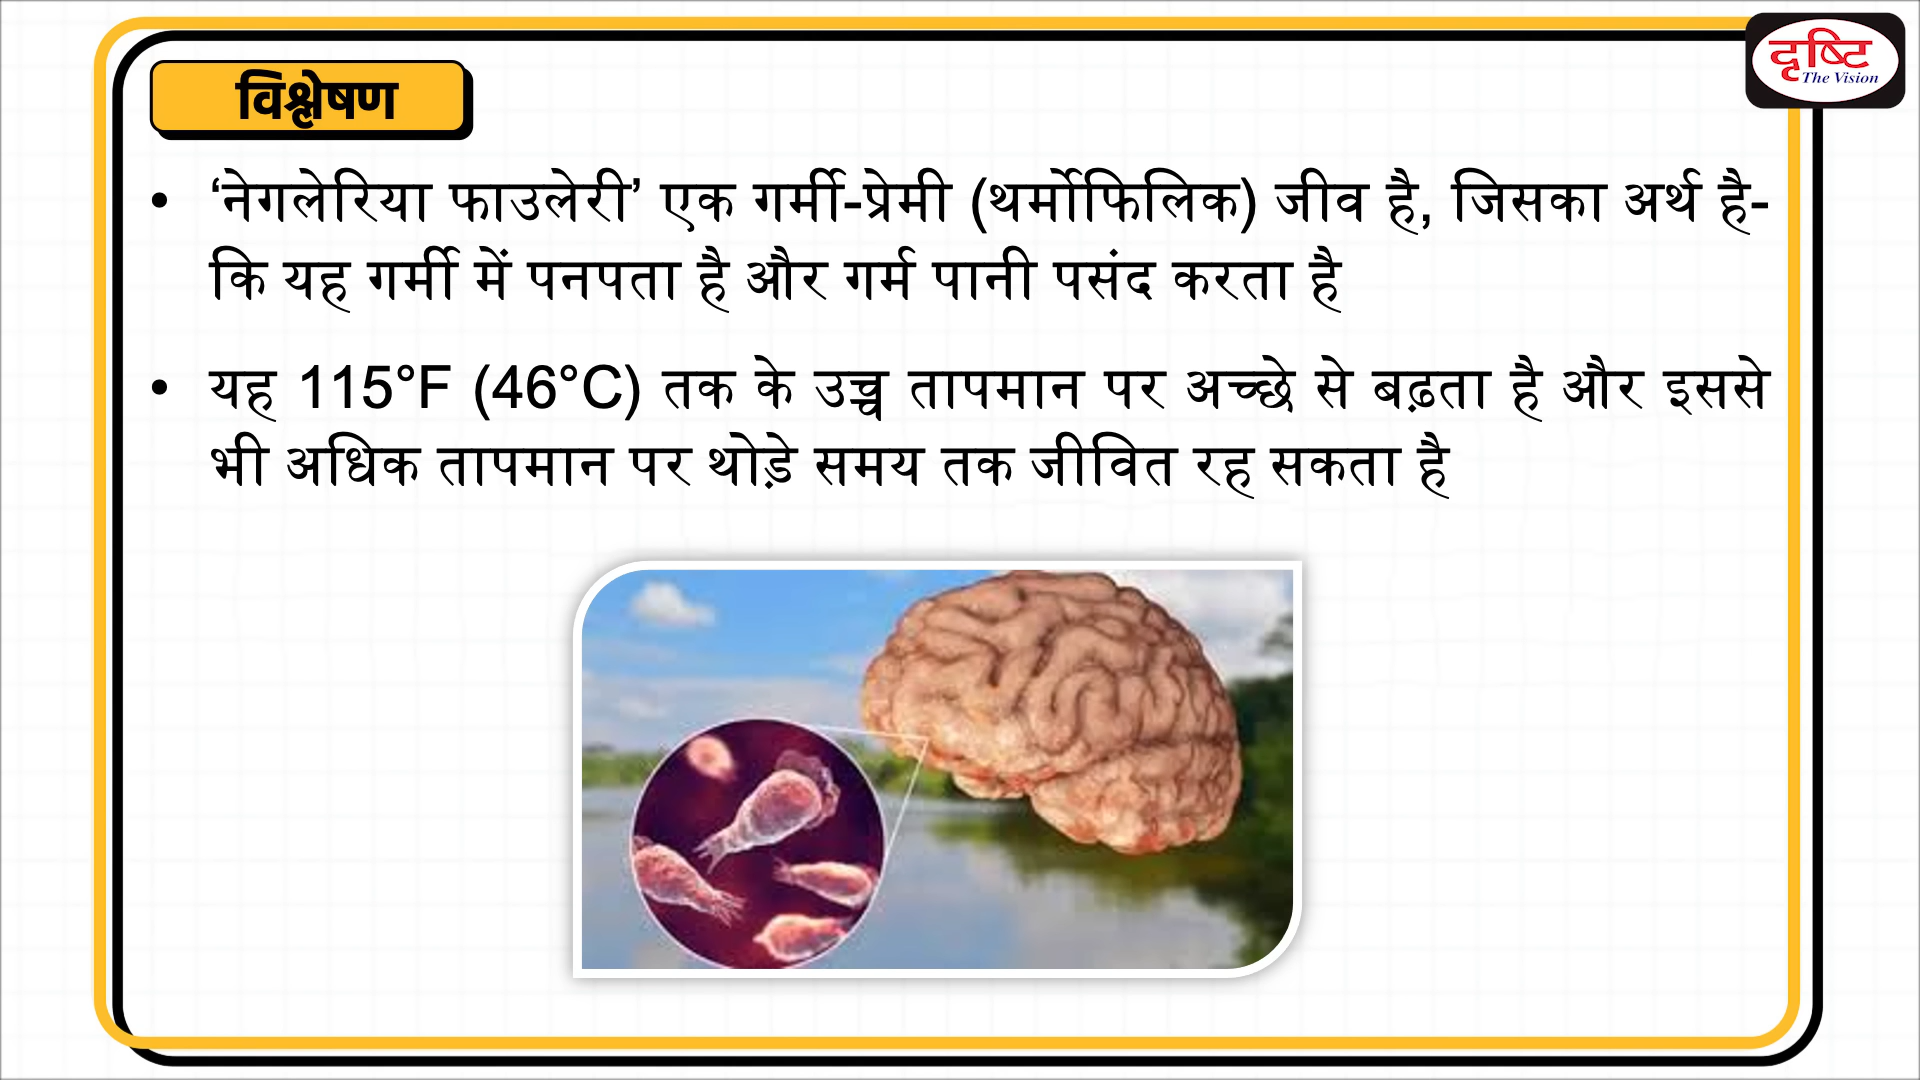 विश्लेषण
दृष्टि
The Vision
• ‘नेगलेरिया फाउलेरी’ एक गर्मी-प्रेमी (थर्मोफिलिक) जीव है, जिसका अर्थ है-
कि यह गर्मी में पनपता है और गर्म पानी पसंद करता है
• यह 115°F (46°C) तक के उच्च तापमान पर अच्छे से बढ़ता है और इससे
भी अधिक तापमान पर थोड़े समय तक जीवित रह सकता है